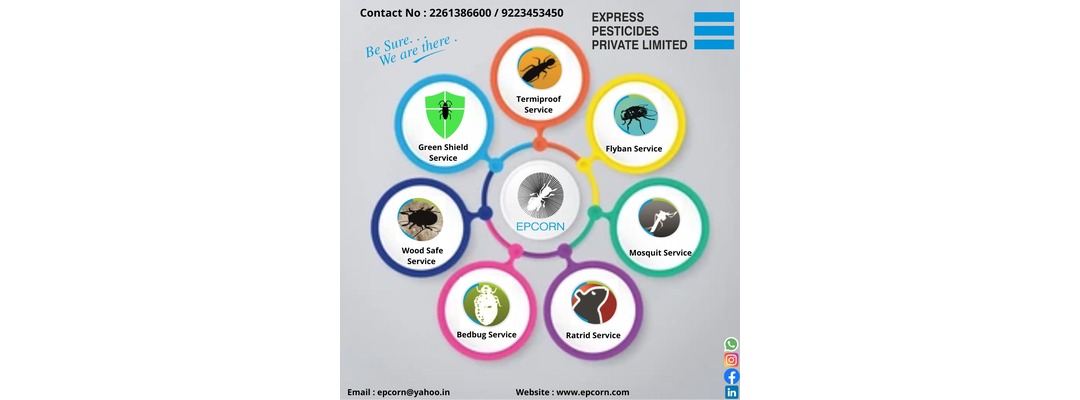 Contact No : 2261386600 / 9223453450
EXPRESS
PESTICIDES
PRIVATE LIMITED
Be Sure. . .
We are there .
Termiproof
Service
Green Shield
Service
Flyban Service
EPCORN
Wood Safe
Service
Mosquit Service
Bedbug Service
Ratrid Service
Email : epcorn@yahoo.in
Website : www.epcorn.com